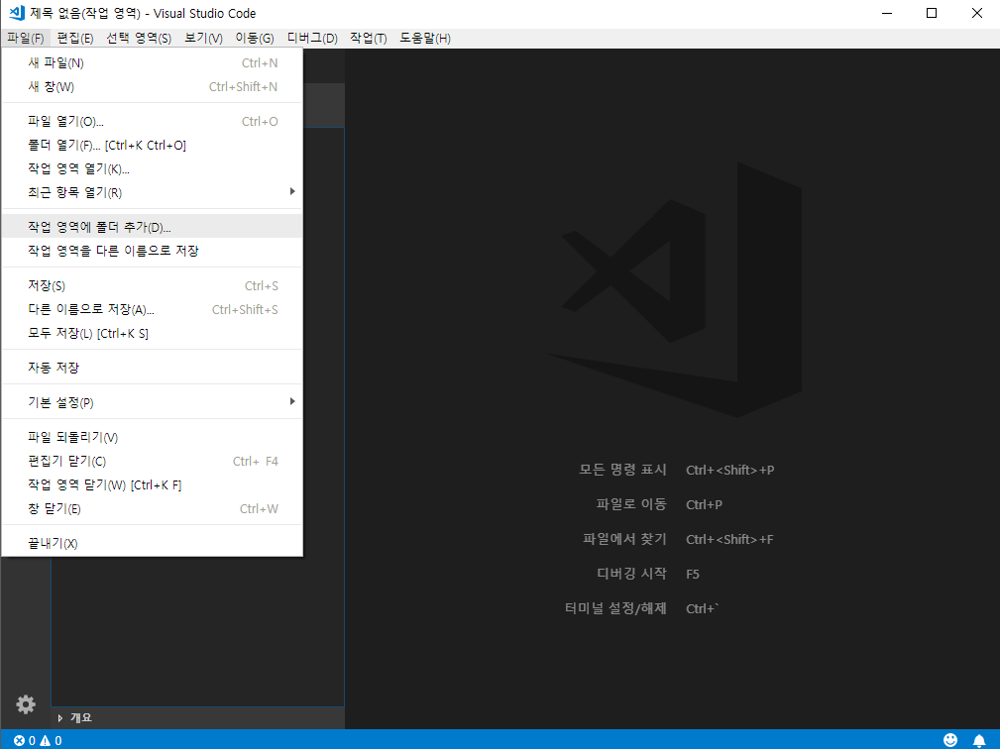 제목 없음(작업 영역) - Visual Studio Code
파일(F) 편집(E) 선택 영역(S) 보기(V) 이동(G) 디버그(D) 작업(T) 도움말(H)
새 파일(N) Ctrl+N
새 창(W) Ctrl+Shift+N
파일 열기(O)... Ctrl+O
폴더 열기(F)... [Ctrl+K Ctrl+O]
작업 영역 열기(K)...
최근 항목 열기(R)
작업 영역에 폴더 추가(D)...
작업 영역을 다른 이름으로 저장
저장(S) Ctrl+S
다른 이름으로 저장(A)... Ctrl+Shift+S
모두 저장(L) [Ctrl+K S]
자동 저장
기본 설정(P)
파일 되돌리기(V)
편집기 닫기(C) Ctrl+ F4
작업 영역 닫기(W) [Ctrl+K F]
창 닫기(E) Ctrl+W
끝내기(X)
모든 명령 표시 Ctrl+<Shift>+P
파일로 이동 Ctrl+P
파일에서 찾기 Ctrl+<Shift>+F
디버깅 시작 F5
터미널 설정/해제 Ctrl+`
개요
0 0